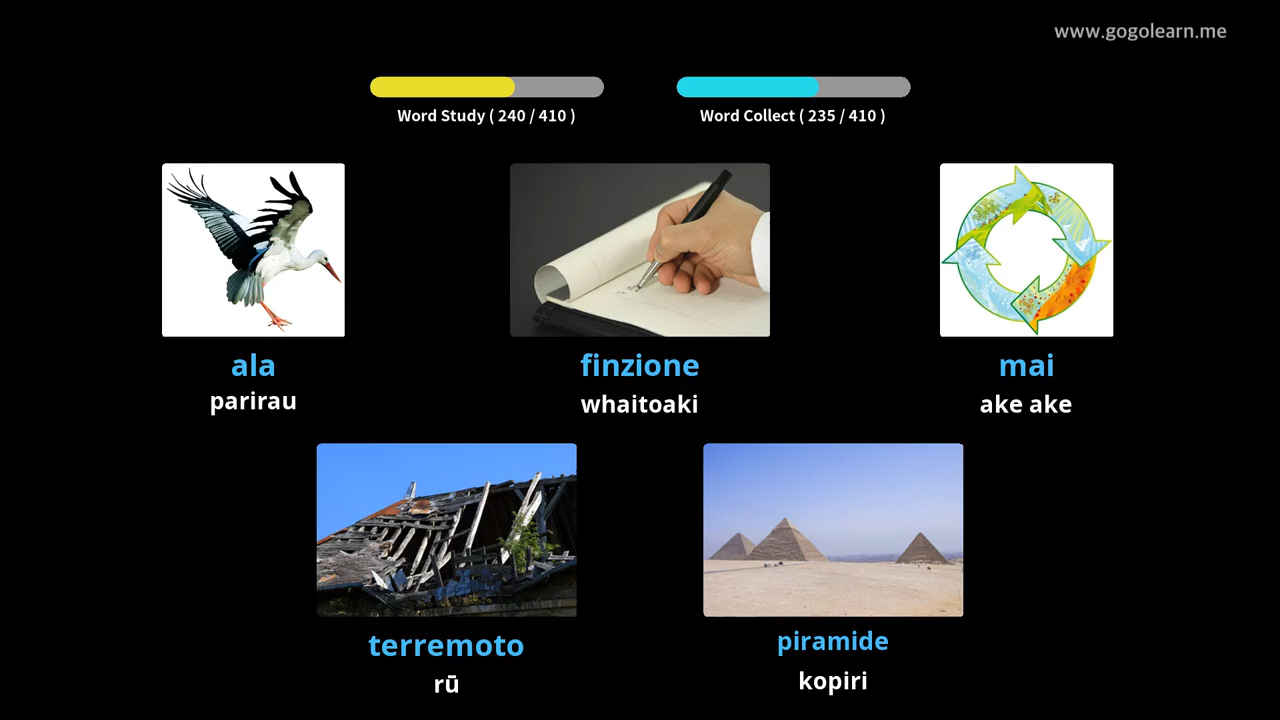 www.gogolearn.me
Word Study ( 240 / 410 )
Word Collect ( 235 / 410 )
ala
parirau
finzione
whaitoaki
mai
ake ake
terremoto
rū
piramide
kopiri